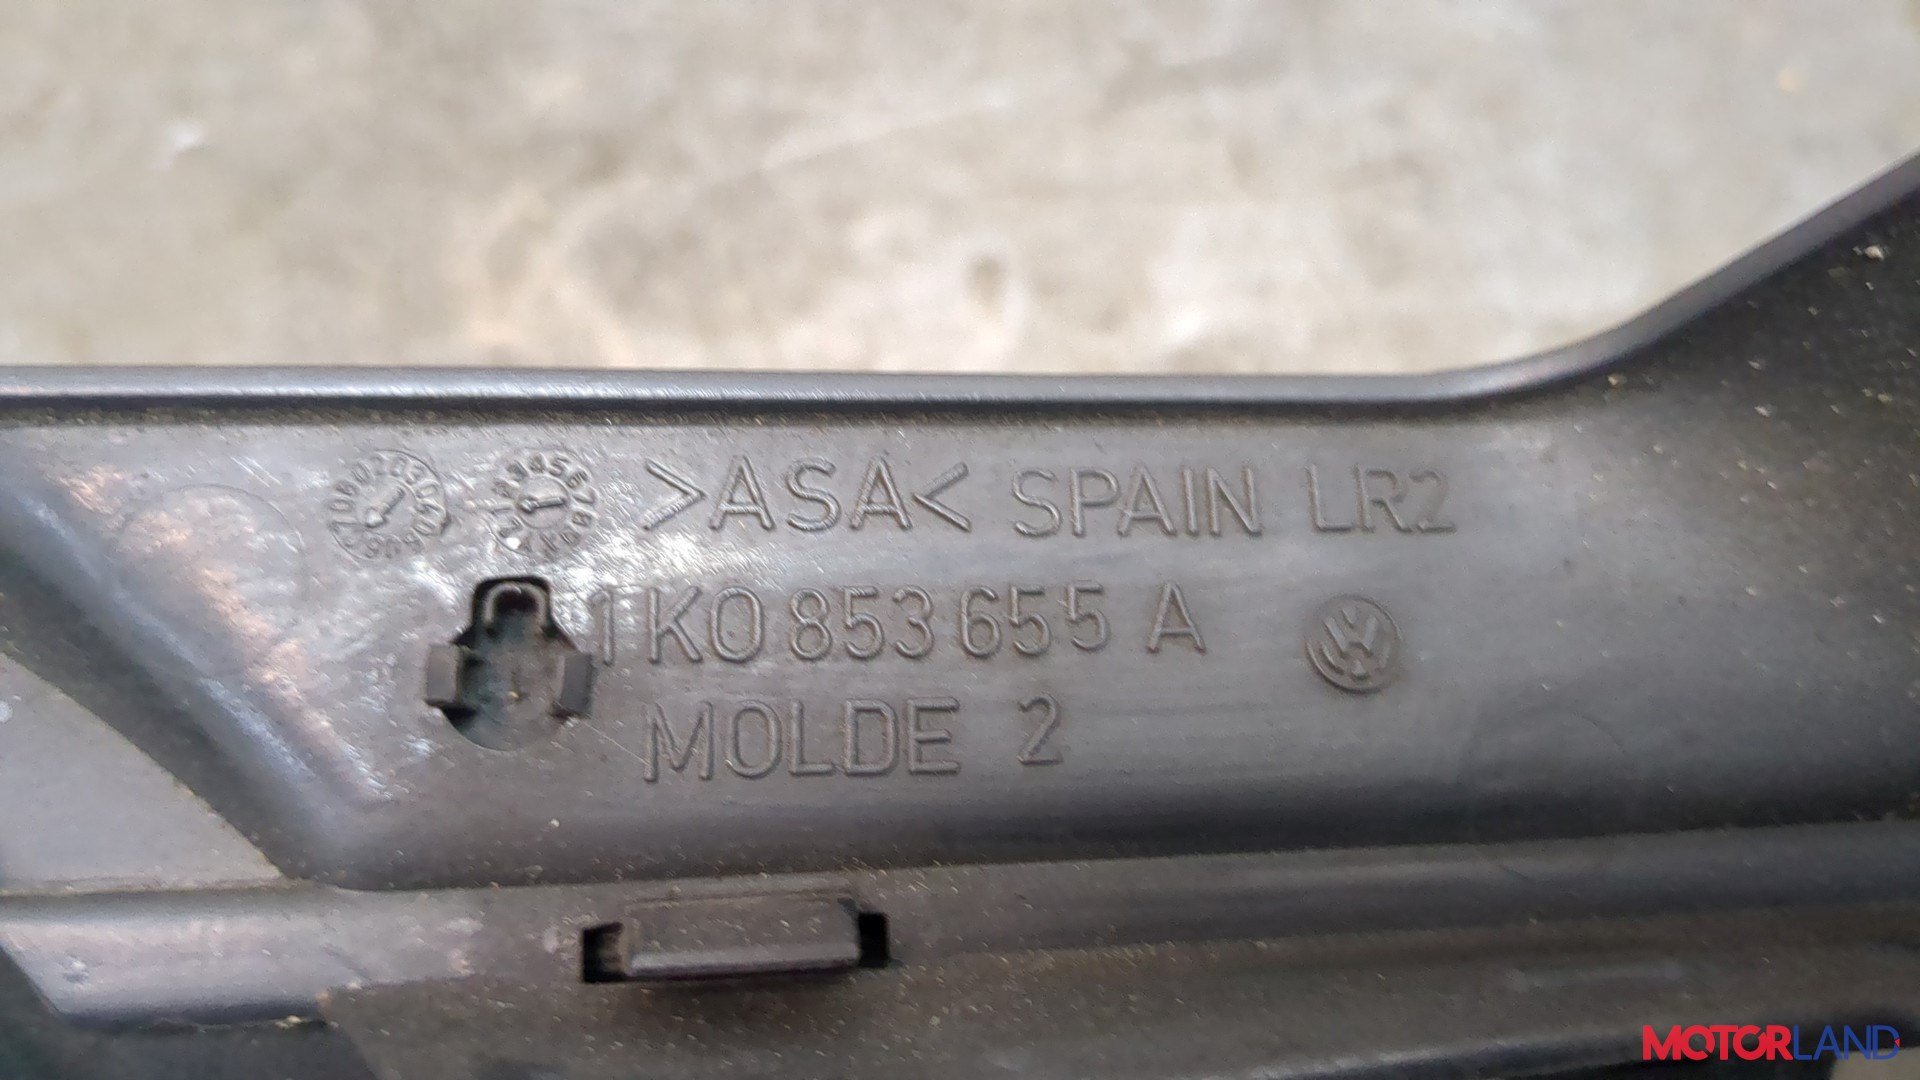 >ASA< SPAIN LR2
1K0 853 655 A
MOLDE 2
MOTORLAND